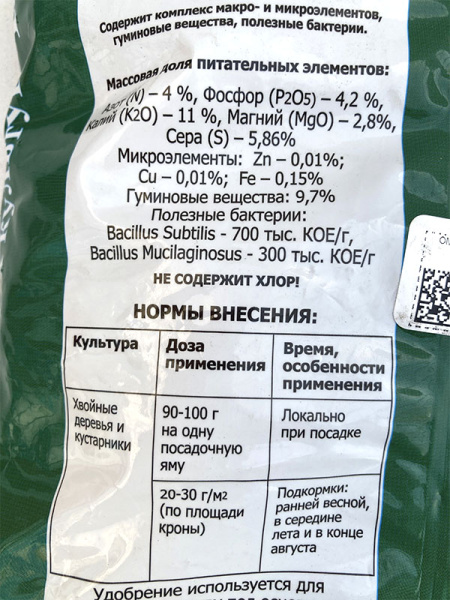 Содержит комплекс макро- и микроэлементов,
гуминовые вещества, полезные бактерии.
Массовая доля питательных элементов:
Азот (N) – 4 %, Фосфор (P2O5) – 4,2 %,
Калий (K2O) – 11 %, Магний (MgO) – 2,8%,
Сера (S) – 5,86%
Микроэлементы: Zn – 0,01%;
Cu – 0,01%; Fe – 0,15%
Гуминовые вещества: 9,7%
Полезные бактерии:
Bacillus Subtilis - 700 тыс. КОЕ/г,
Bacillus Mucilaginosus - 300 тыс. КОЕ/г
НЕ СОДЕРЖИТ ХЛОР!
НОРМЫ ВНЕСЕНИЯ:
Культура
Доза
применения
Время,
особенности
применения
Хвойные
деревья и
кустарники
90-100 г
на одну
посадочную
яму
Локально
при посадке
20-30 г/м2
(по площади
кроны)
Подкормки:
ранней весной,
в середине
лета и в конце
августа
Удобрение используется для